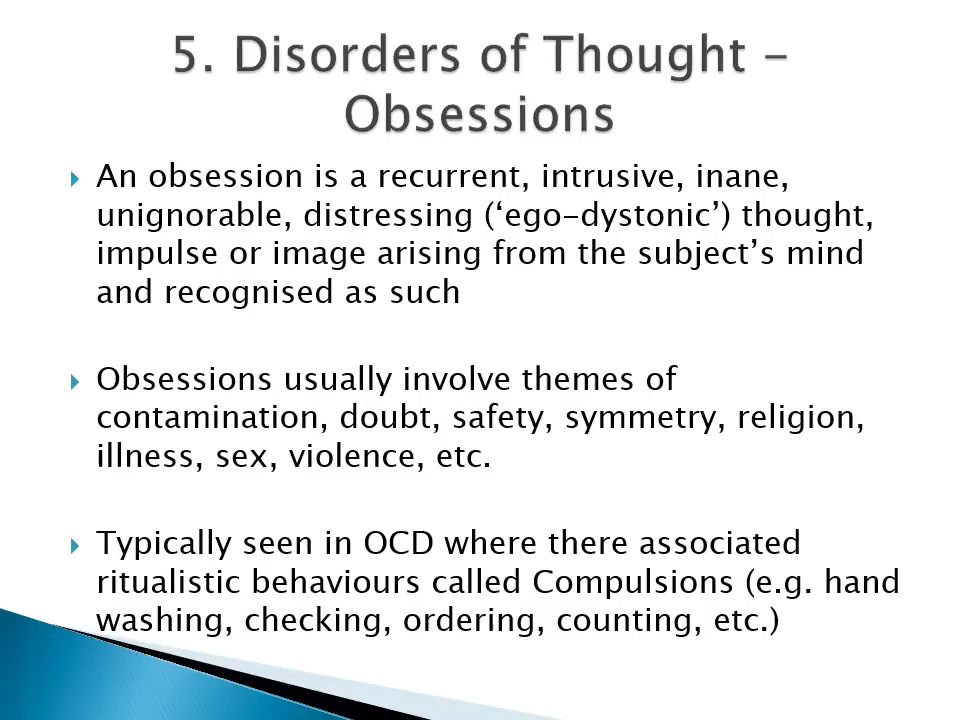 5. Disorders of Thought -
Obsessions
An obsession is a recurrent, intrusive, inane,
unignorable, distressing (‘ego-dystonic’) thought,
impulse or image arising from the subject’s mind
and recognised as such
Obsessions usually involve themes of
contamination, doubt, safety, symmetry, religion,
illness, sex, violence, etc.
Typically seen in OCD where there associated
ritualistic behaviours called Compulsions (e.g. hand
washing, checking, ordering, counting, etc.)